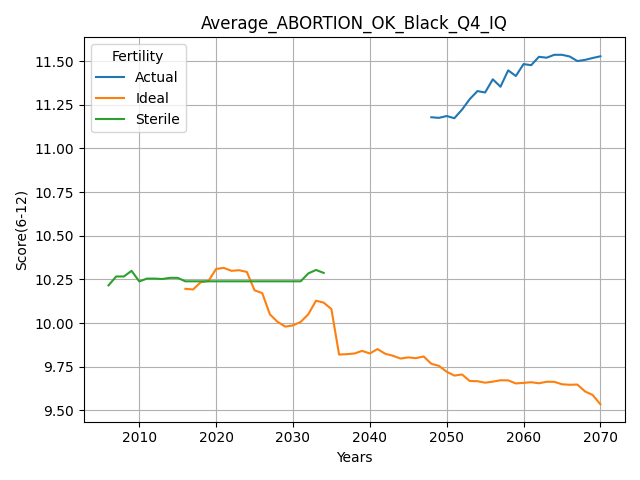 Average_ABORTION_OK_Black_Q4_IQ
Fertility
Actual
Ideal
Sterile
Score(6-12)
11.50
11.25
11.00
10.75
10.50
10.25
10.00
9.75
9.50
2010
2020
2030
2040
2050
2060
2070
Years